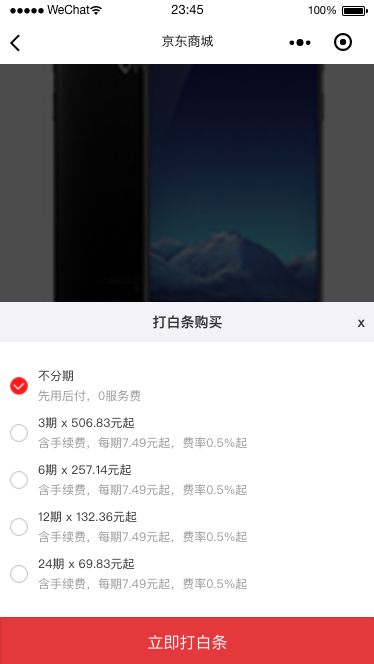 WeChat
23:45
100%
京东商城
打白条购买
x
不分期
先用后付，0服务费
3期 x 506.83元起
含手续费，每期7.49元起，费率0.5%起
6期 x 257.14元起
含手续费，每期7.49元起，费率0.5%起
12期 x 132.36元起
含手续费，每期7.49元起，费率0.5%起
24期 x 69.83元起
含手续费，每期7.49元起，费率0.5%起
立即打白条